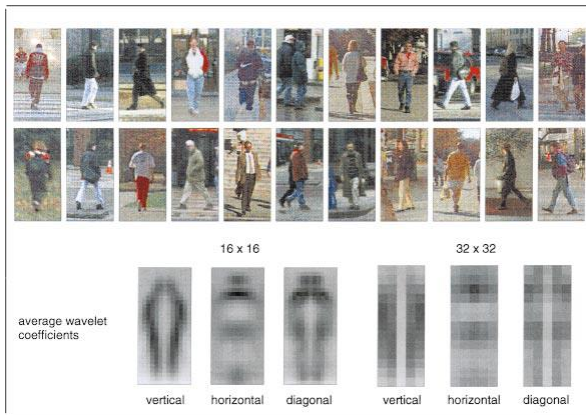 16 x 16
32 x 32
average wavelet
coefficients
vertical
horizontal
diagonal
vertical
horizontal
diagonal